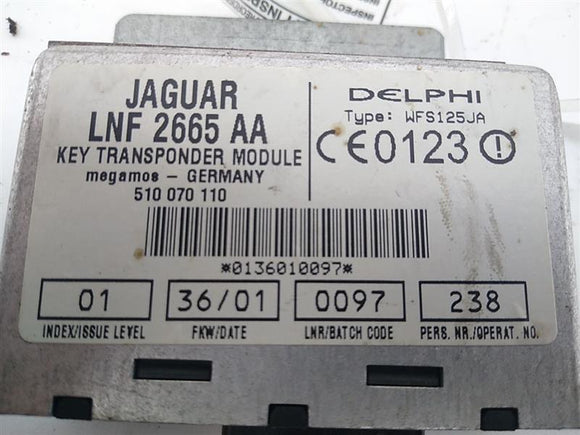 JAGUAR
LNF 2665 AA
KEY TRANSPONDER MODULE
megamos – GERMANY
510 070 110
DELPHI
Type: WFS125JA
CE0123
*0136010097*
01 36/01 0097 238
INDEX/ISSUE LEVEL FKW/DATE LNR/BATCH CODE PERS. NR./OPERAT. NO.